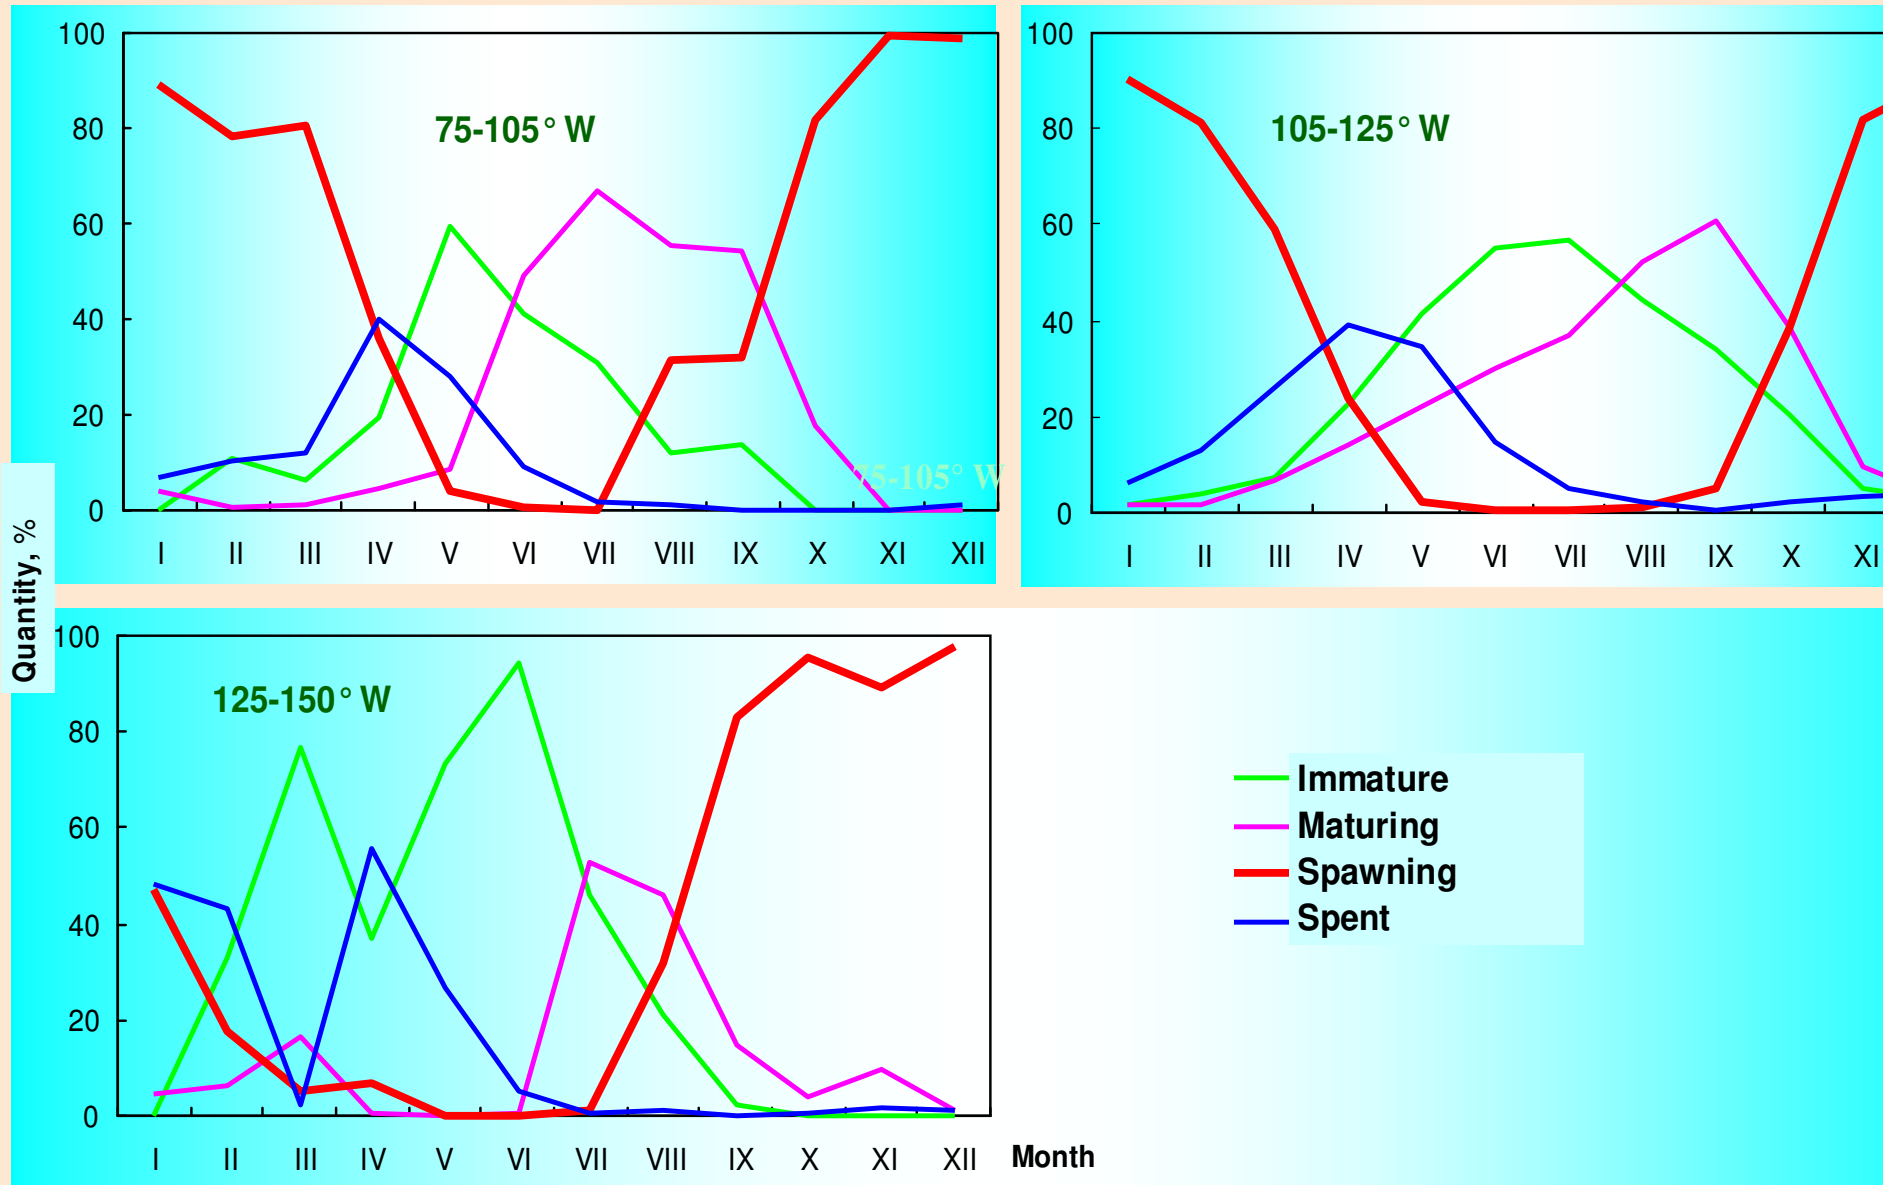 100
80
60
40
20
0
75-105° W
75-105° W
I II III IV V VI VII VIII IX X XI XII
100
80
60
40
20
0
105-125° W
I II III IV V VI VII VIII IX X XI
Quantity, %
100
80
60
40
20
0
125-150° W
I II III IV V VI VII VIII IX X XI XII
Month
Immature
Maturing
Spawning
Spent